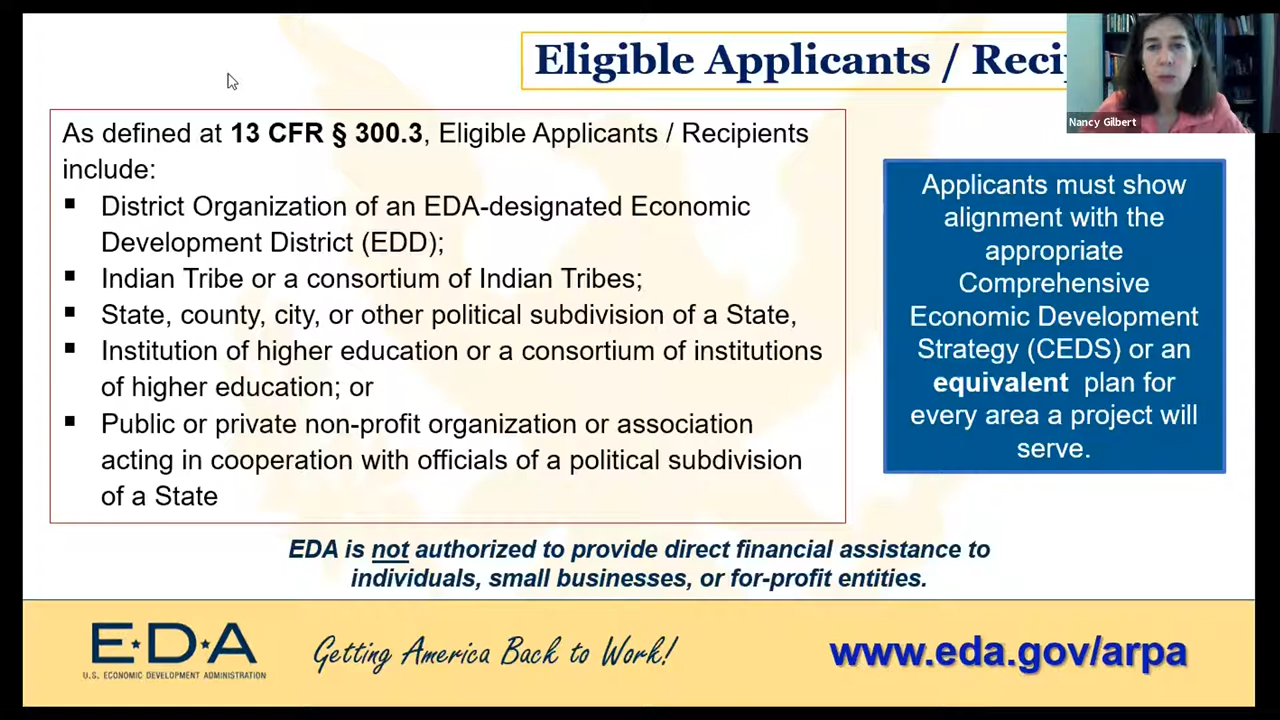 Eligible Applicants /
Nancy Gilbert
As defined at 13 CFR § 300.3, Eligible Applicants / Recipients
include:
▪ District Organization of an EDA-designated Economic
Development District (EDD);
▪ Indian Tribe or a consortium of Indian Tribes;
▪ State, county, city, or other political subdivision of a State,
▪ Institution of higher education or a consortium of institutions
of higher education; or
▪ Public or private non-profit organization or association
acting in cooperation with officials of a political subdivision
of a State
Applicants must show
alignment with the
appropriate
Comprehensive
Economic Development
Strategy (CEDS) or an
equivalent plan for
every area a project will
serve.
EDA is not authorized to provide direct financial assistance to
individuals, small businesses, or for-profit entities.
E★D★A
U.S. ECONOMIC DEVELOPMENT ADMINISTRATION
Getting America Back to Work!
www.eda.gov/arpa